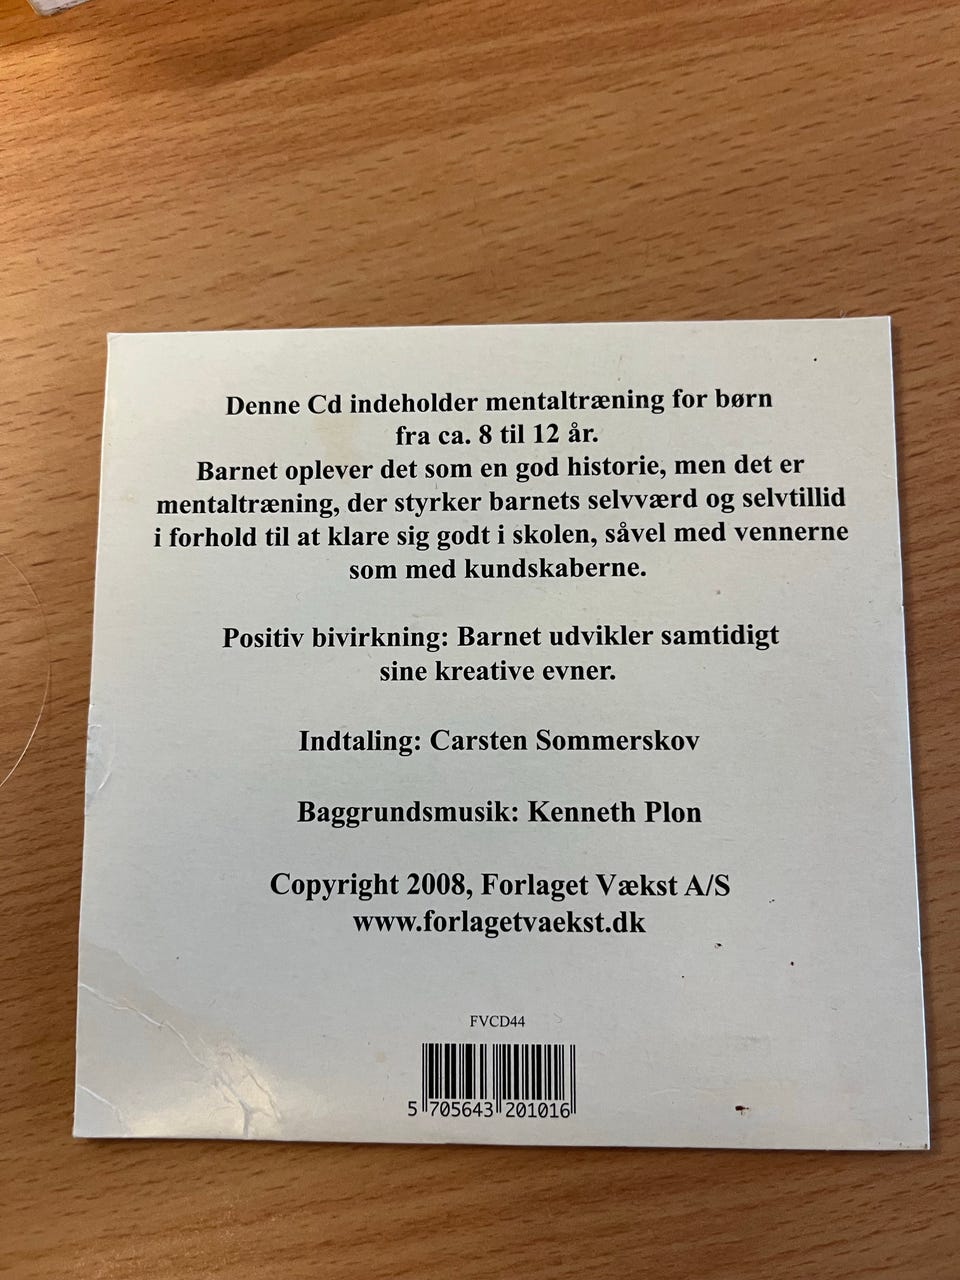 Denne Cd indeholder mentaltræning for børn
fra ca. 8 til 12 år.
Barnet oplever det som en god historie, men det er
mentaltræning, der styrker barnets selvværd og selvtillid
i forhold til at klare sig godt i skolen, såvel med vennerne
som med kundskaberne.
Positiv bivirkning: Barnet udvikler samtidigt
sine kreative evner.
Indtaling: Carsten Sommerskov
Baggrundsmusik: Kenneth Plon
Copyright 2008, Forlaget Vækst A/S
www.forlagetvaekst.dk
FVCD44
5 705643 201016